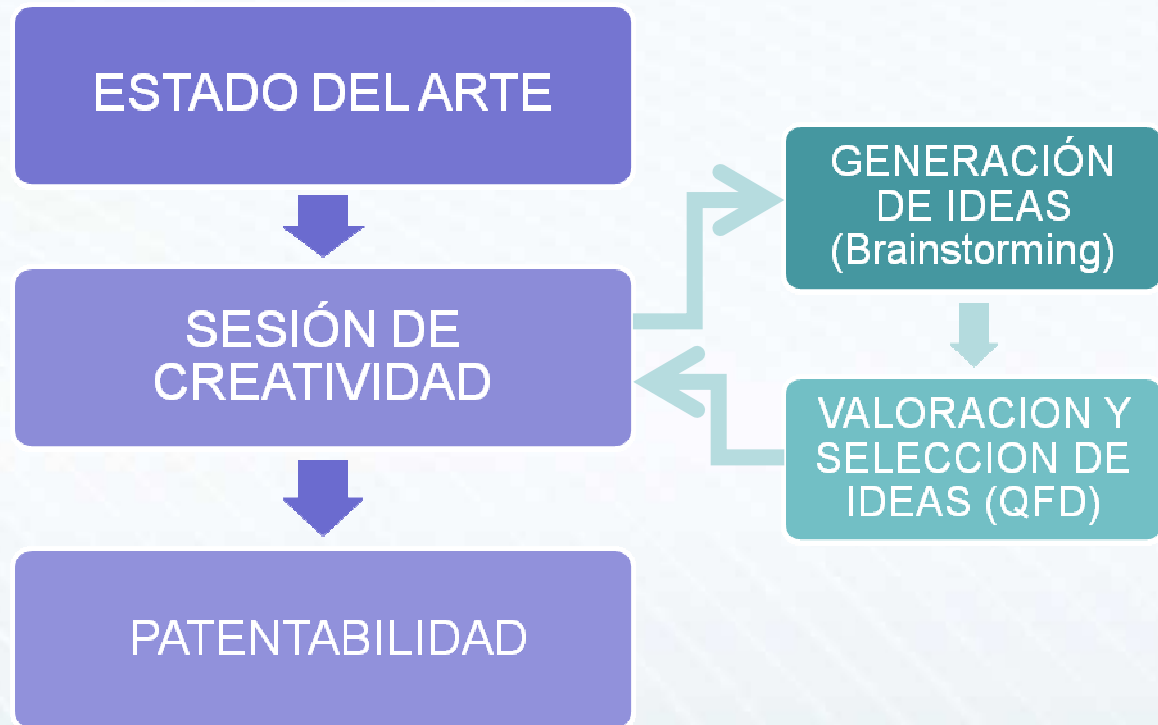 ESTADO DEL ARTE
SESIÓN DE
CREATIVIDAD
PATENTABILIDAD
GENERACIÓN
DE IDEAS
(Brainstorming)
VALORACION Y
SELECCION DE
IDEAS (QFD)